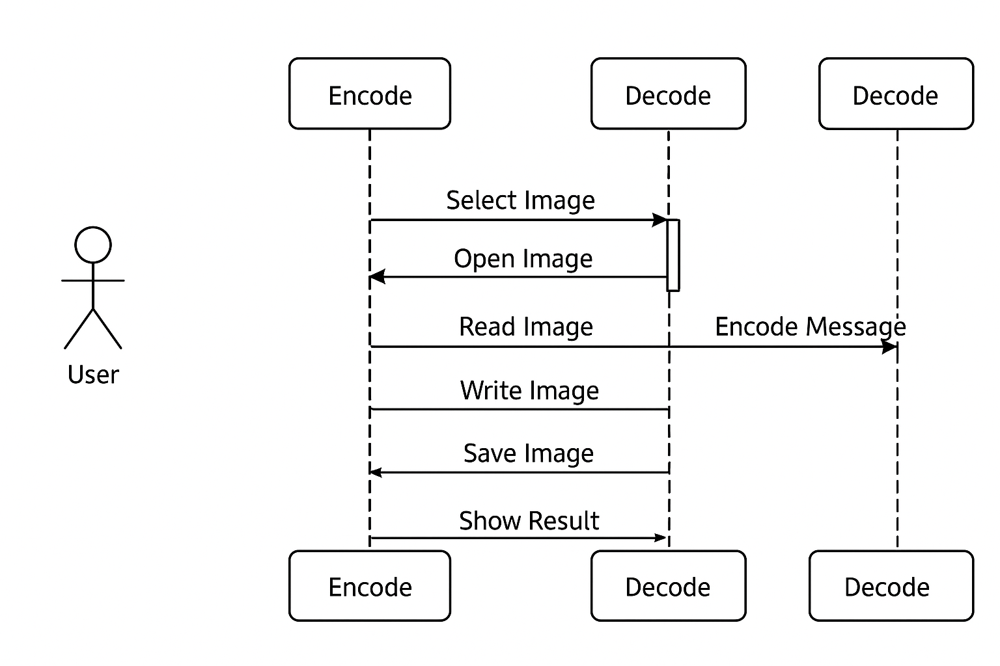 Encode
Decode
Decode
Select Image
Open Image
Read Image
Encode Message
User
Write Image
Save Image
Show Result
Encode
Decode
Decode